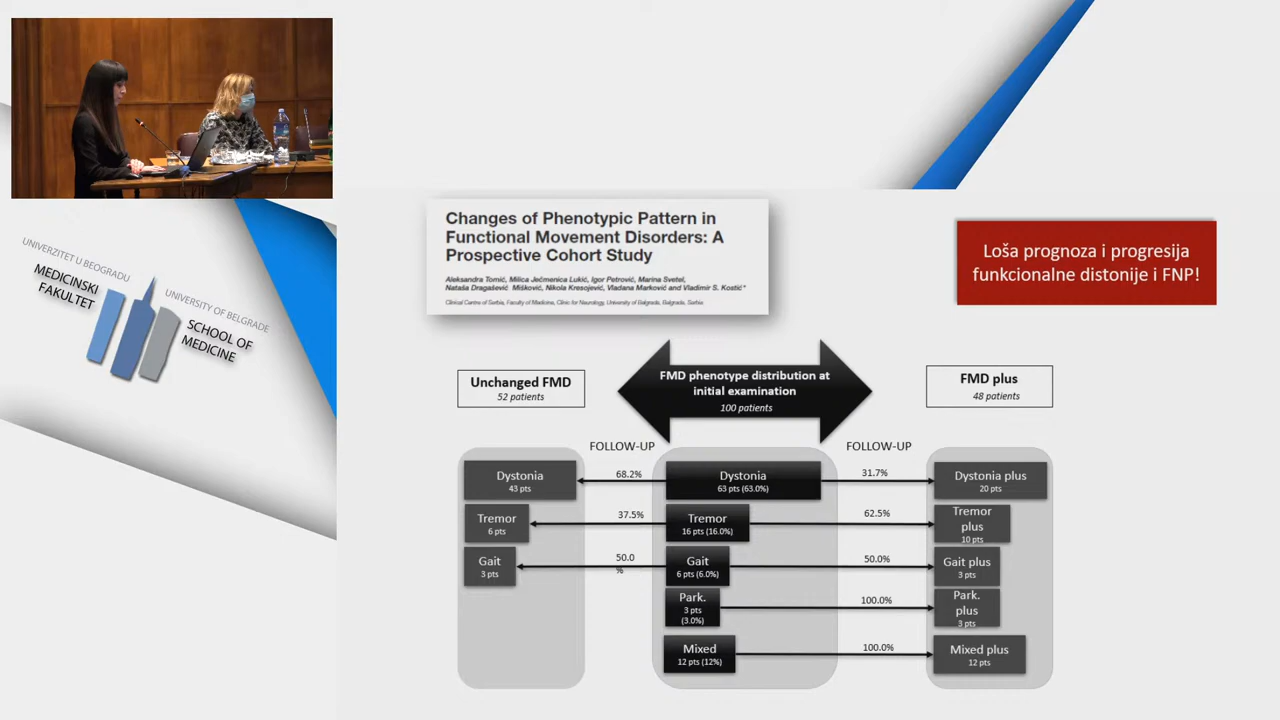 UNIVERZITET U BEOGRADU
MEDICINSKI
FAKULTET
UNIVERSITY OF BELGRADE
SCHOOL OF
MEDICINE
Changes of Phenotypic Pattern in
Functional Movement Disorders: A
Prospective Cohort Study
Aleksandra Tomić, Milica Ječmenica Lukić, Igor Petrović, Marina Svetel,
Nataša Dragašević Mišković, Nikola Kresojević, Vladana Marković and Vladimir S. Kostić*
Clinical Centre of Serbia, Faculty of Medicine, Clinic for Neurology, University of Belgrade, Belgrade, Serbia
Loša prognoza i progresija
funkcionalne distonije i FNP!
Unchanged FMD
52 patients
FMD phenotype distribution at
initial examination
100 patients
FMD plus
48 patients
FOLLOW-UP
FOLLOW-UP
Dystonia
43 pts
68.2%
Dystonia
63 pts (63.0%)
31.7%
Dystonia plus
20 pts
Tremor
6 pts
37.5%
Tremor
16 pts (16.0%)
62.5%
Tremor
plus
10 pts
Gait
3 pts
50.0
%
Gait
6 pts (6.0%)
50.0%
Gait plus
3 pts
Park.
3 pts
(3.0%)
100.0%
Park.
plus
3 pts
Mixed
12 pts (12%)
100.0%
Mixed plus
12 pts